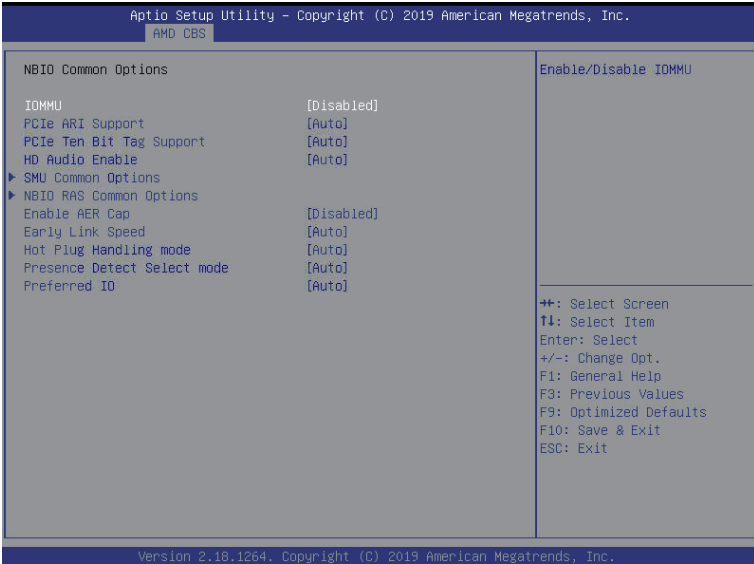 Aptio Setup Utility – Copyright (C) 2019 American Megatrends, Inc.
AMD CBS
NBIO Common Options
IOMMU [Disabled]
PCIe ARI Support [Auto]
PCIe Ten Bit Tag Support [Auto]
HD Audio Enable [Auto]
SMU Common Options
NBIO RAS Common Options
Enable AER Cap [Disabled]
Early Link Speed [Auto]
Hot Plug Handling mode [Auto]
Presence Detect Select mode [Auto]
Preferred IO [Auto]
Enable/Disable IOMMU
→←: Select Screen
↑↓: Select Item
Enter: Select
+/-: Change Opt.
F1: General Help
F3: Previous Values
F9: Optimized Defaults
F10: Save & Exit
ESC: Exit
Version 2.18.1264. Copyright (C) 2019 American Megatrends, Inc.